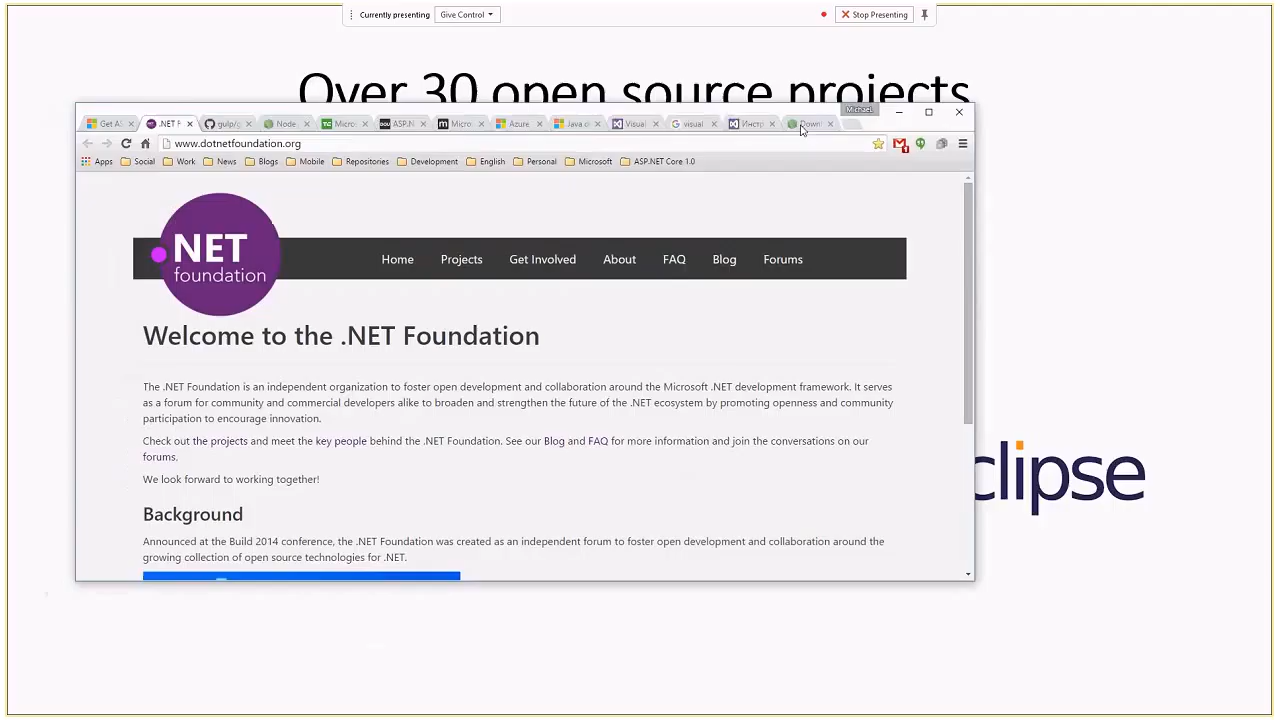 Currently presenting
Give Control
Stop Presenting
Over 30 open source projects
Michael
Get A
.NET F
gulp/g
Node
Micro
ASP.N
Micro
Azure
Java c
Visual
visual
Инстр
Down
www.dotnetfoundation.org
Apps
Social
Work
News
Blogs
Mobile
Repositories
Development
English
Personal
Microsoft
ASP.NET Core 1.0
.NET
foundation
Home
Projects
Get Involved
About
FAQ
Blog
Forums
Welcome to the .NET Foundation
The .NET Foundation is an independent organization to foster open development and collaboration around the Microsoft .NET development framework. It serves
as a forum for community and commercial developers alike to broaden and strengthen the future of the .NET ecosystem by promoting openness and community
participation to encourage innovation.
Check out the projects and meet the key people behind the .NET Foundation. See our Blog and FAQ for more information and join the conversations on our
forums.
clipse
We look forward to working together!
Background
Announced at the Build 2014 conference, the .NET Foundation was created as an independent forum to foster open development and collaboration around the
growing collection of open source technologies for .NET.